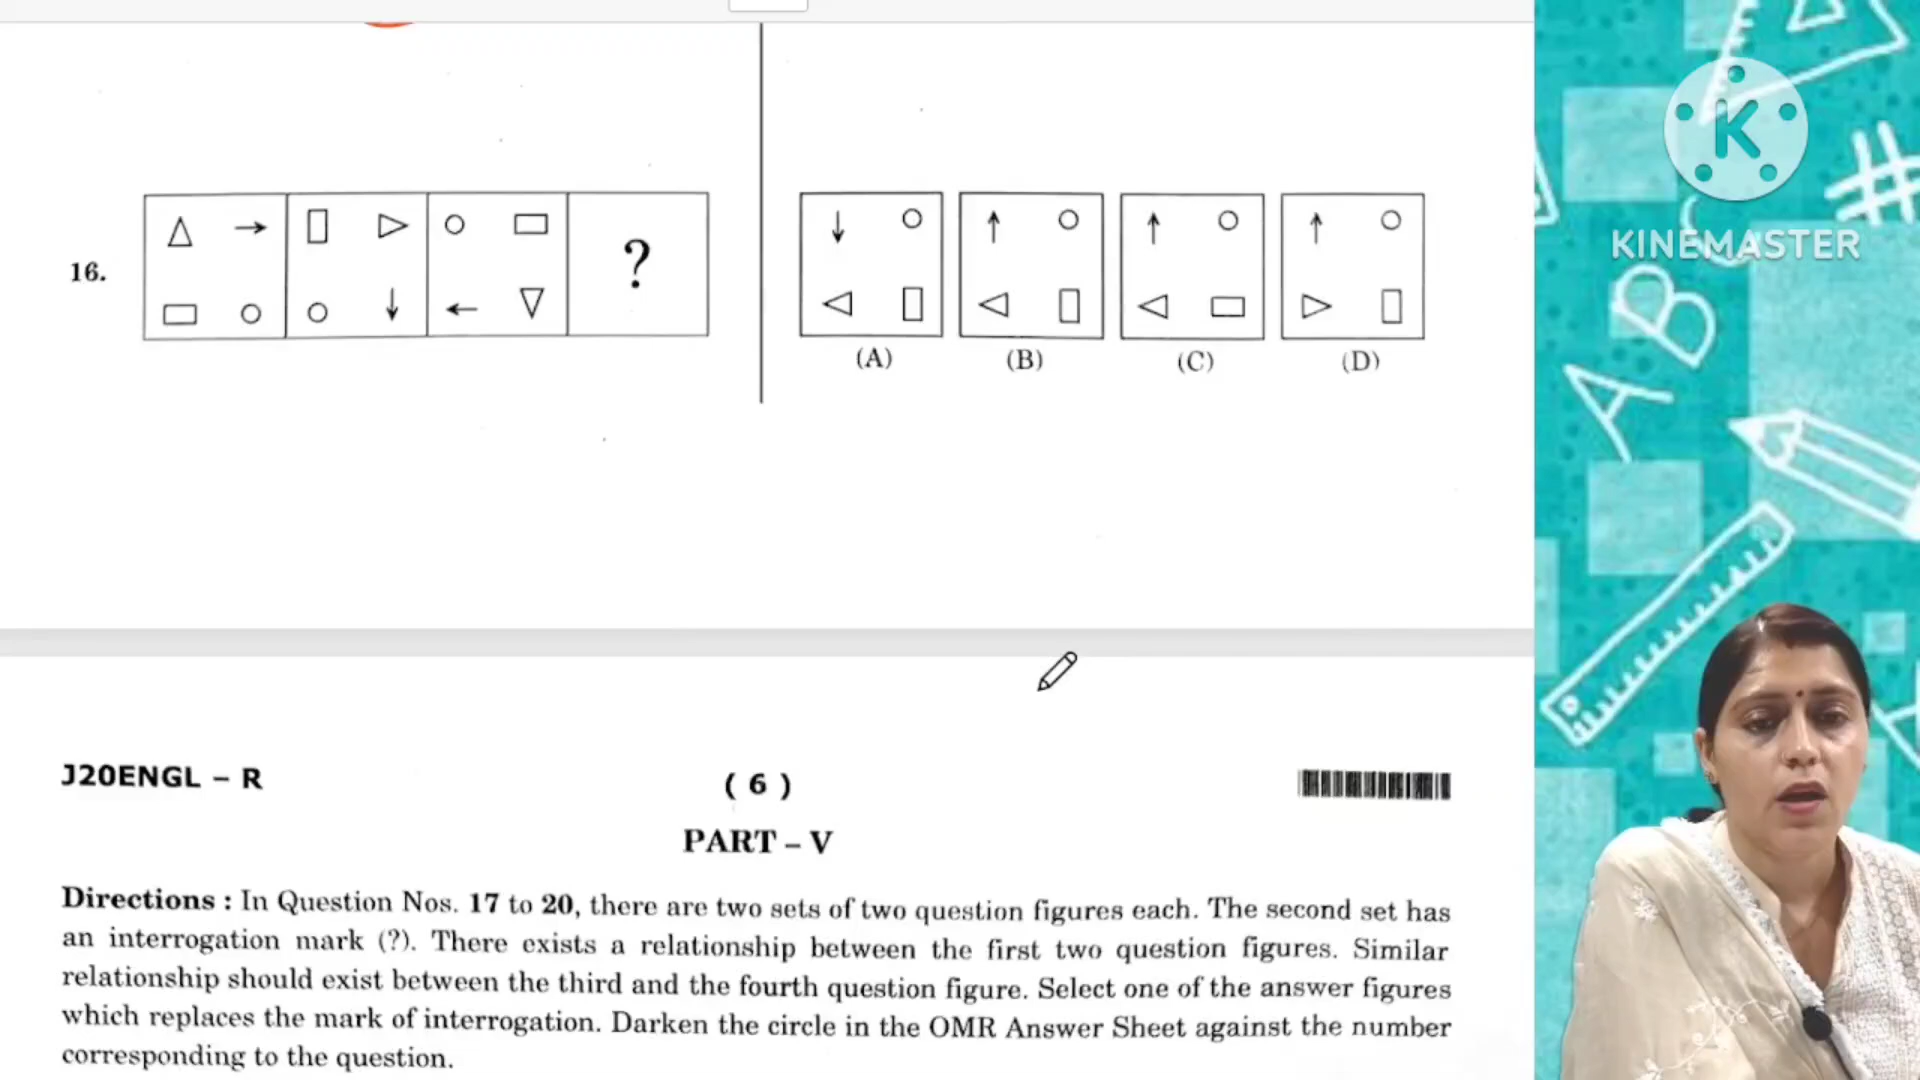 16.
?
(A)
(B)
(C)
(D)
J20ENGL – R
( 6 )
PART – V
Directions : In Question Nos. 17 to 20, there are two sets of two question figures each. The second set has
an interrogation mark (?). There exists a relationship between the first two question figures. Similar
relationship should exist between the third and the fourth question figure. Select one of the answer figures
which replaces the mark of interrogation. Darken the circle in the OMR Answer Sheet against the number
corresponding to the question.
K
KINEMASTER
#
A B C